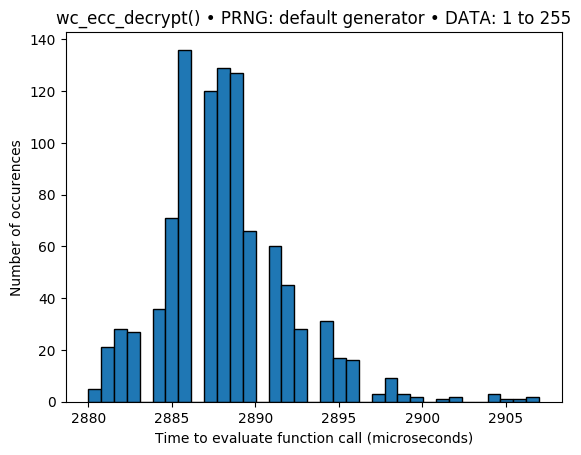 wc_ecc_decrypt() • PRNG: default generator • DATA: 1 to 255
140
120
100
80
60
40
20
0
Number of occurences
2880 2885 2890 2895 2900 2905
Time to evaluate function call (microseconds)